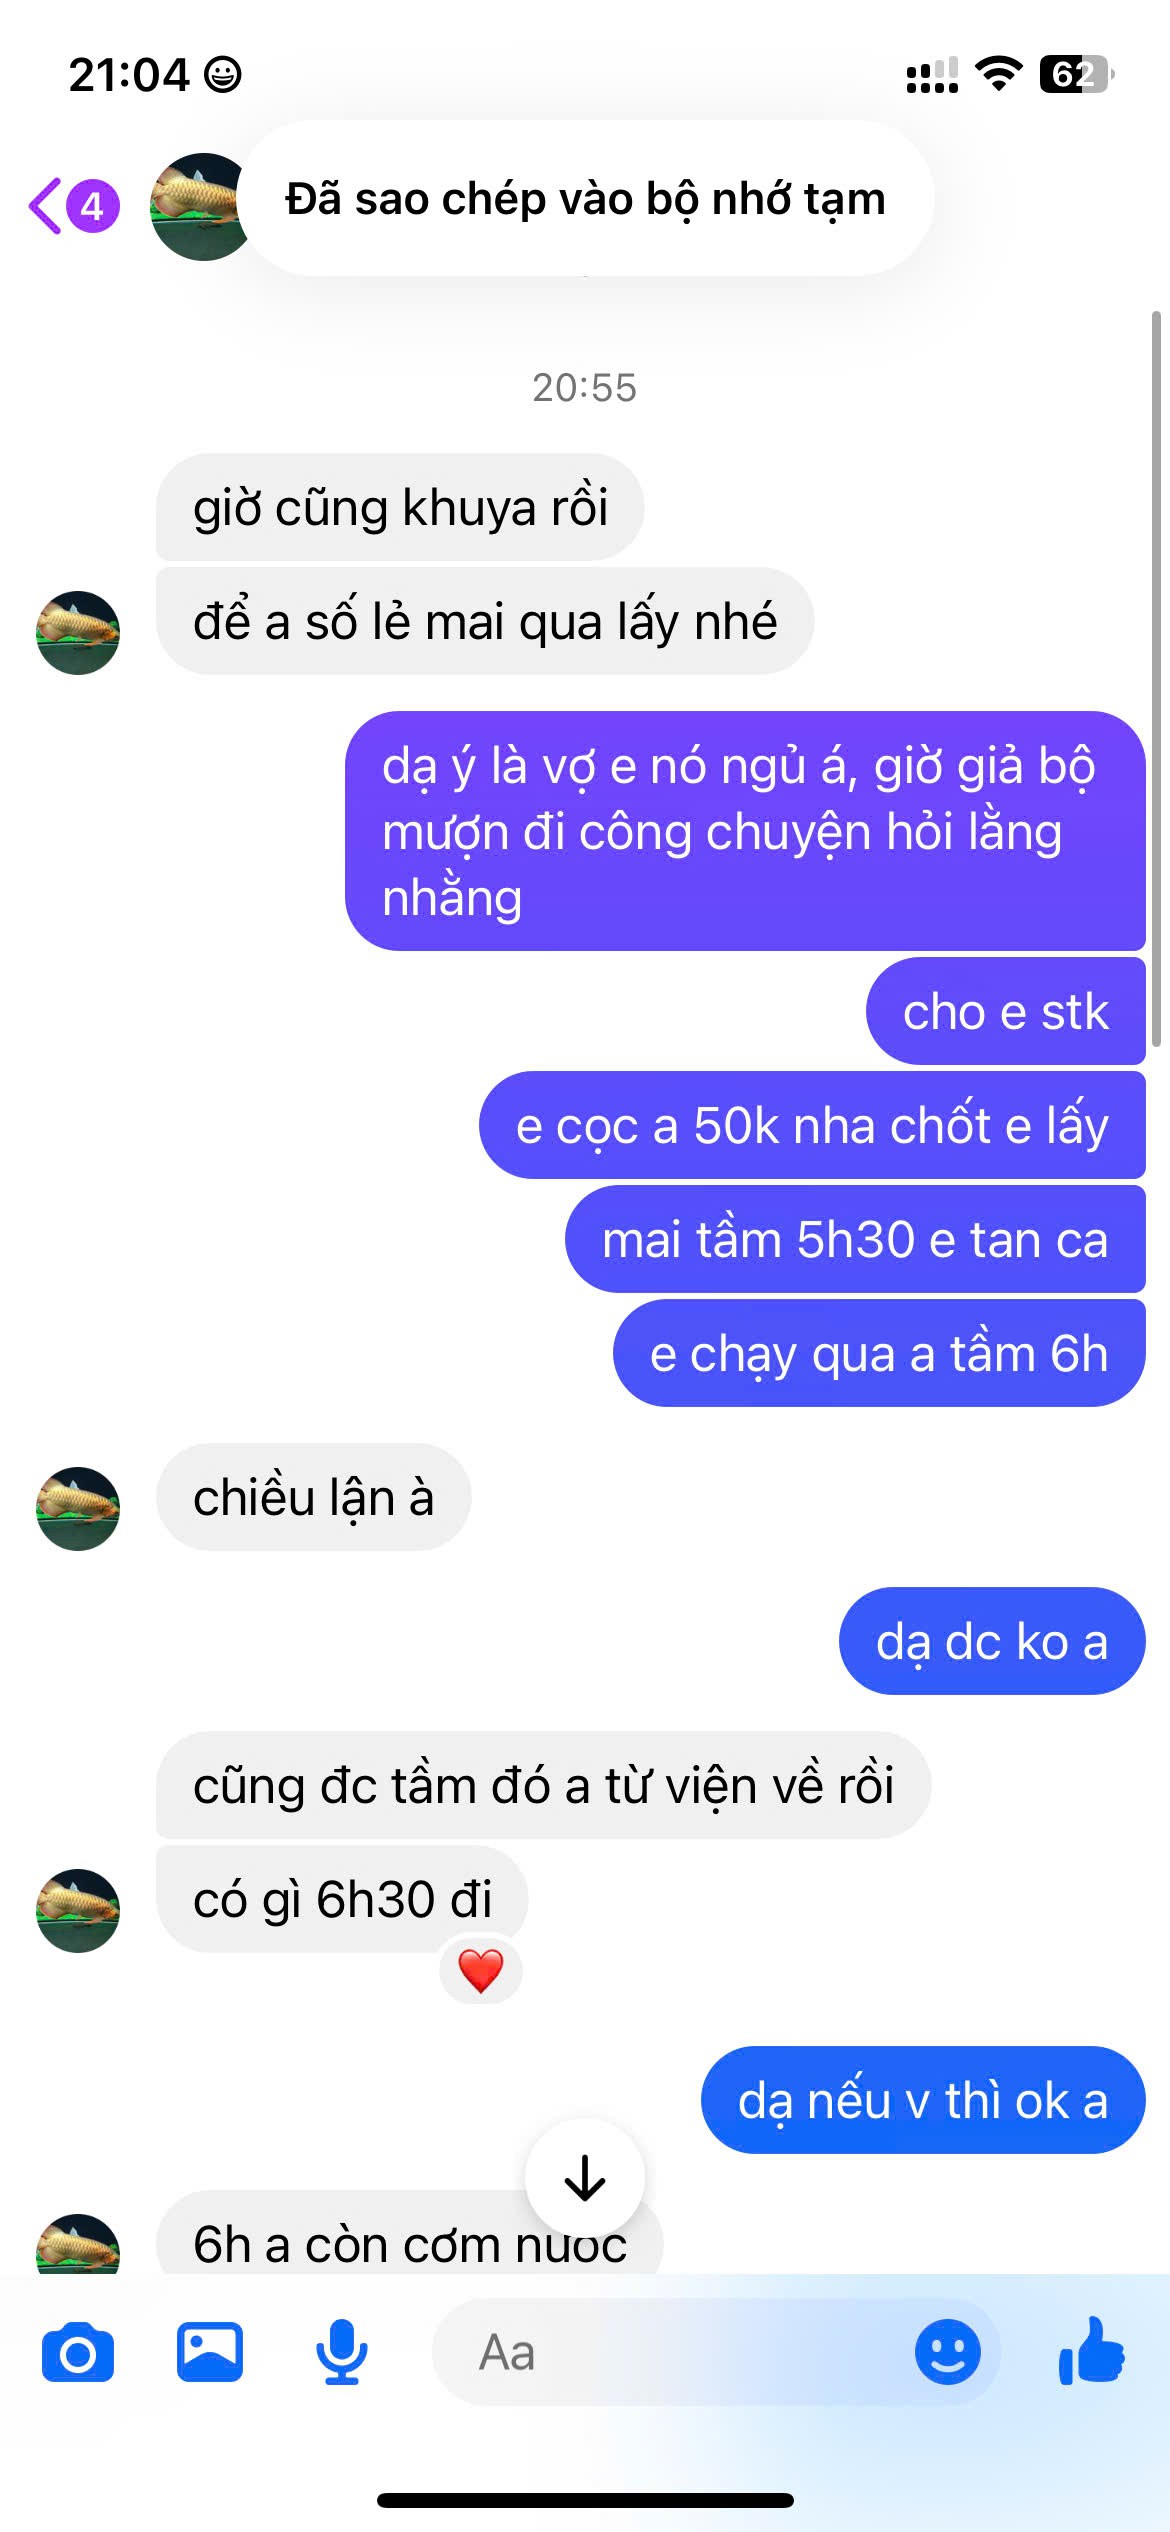 21:04
62
4
Đã sao chép vào bộ nhớ tạm
20:55
giờ cũng khuya rồi
để a số lẻ mai qua lấy nhé
dạ ý là vợ e nó ngủ á, giờ giả bộ
mượn đi công chuyện hỏi lằng
nhằng
cho e stk
e cọc a 50k nha chốt e lấy
mai tầm 5h30 e tan ca
e chạy qua a tầm 6h
chiều lận à
dạ dc ko a
cũng đc tầm đó a từ viện về rồi
có gì 6h30 đi
dạ nếu v thì ok a
6h a còn cơm nước
Aa